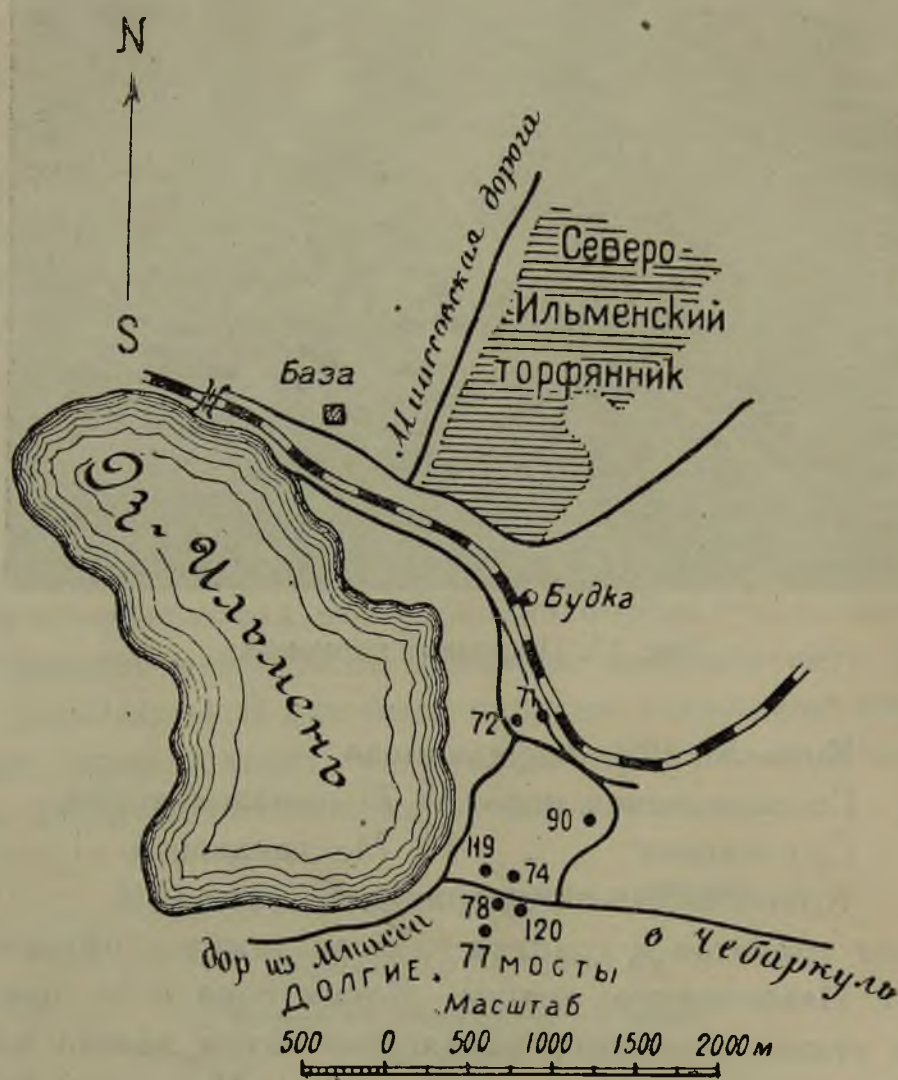 N
S
Миассовская дорога
Северо-
Ильменский
торфянник
База
Оз. Ильмень
Будка
72
71
90
119
74
78
120
77
дор из Миасса
о Чебаркуль
ДОЛГИЕ МОСТЫ
Масштаб
500 0 500 1000 1500 2000 м